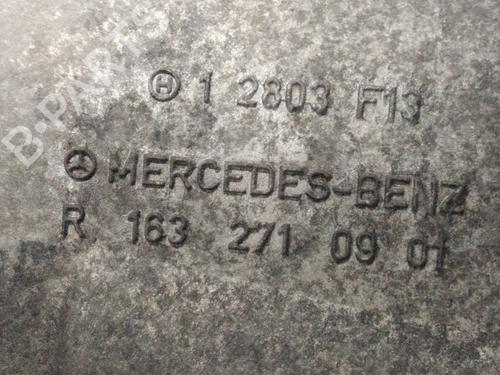 B-PARTS
H 1 2803 F13
MERCEDES-BENZ
R 163 271 09 01